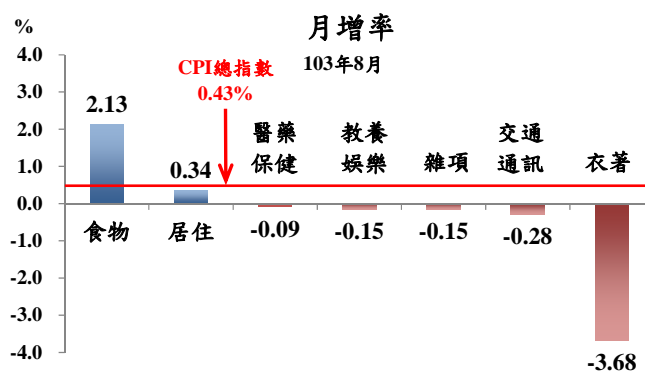 %
月增率
103年8月
CPI總指數
0.43%
4.0
3.0
2.0
1.0
0.0
-1.0
-2.0
-3.0
-4.0
2.13
0.34
醫藥
保健
教養
娛樂
雜項
交通
通訊
衣著
食物
居住
-0.09
-0.15
-0.15
-0.28
-3.68